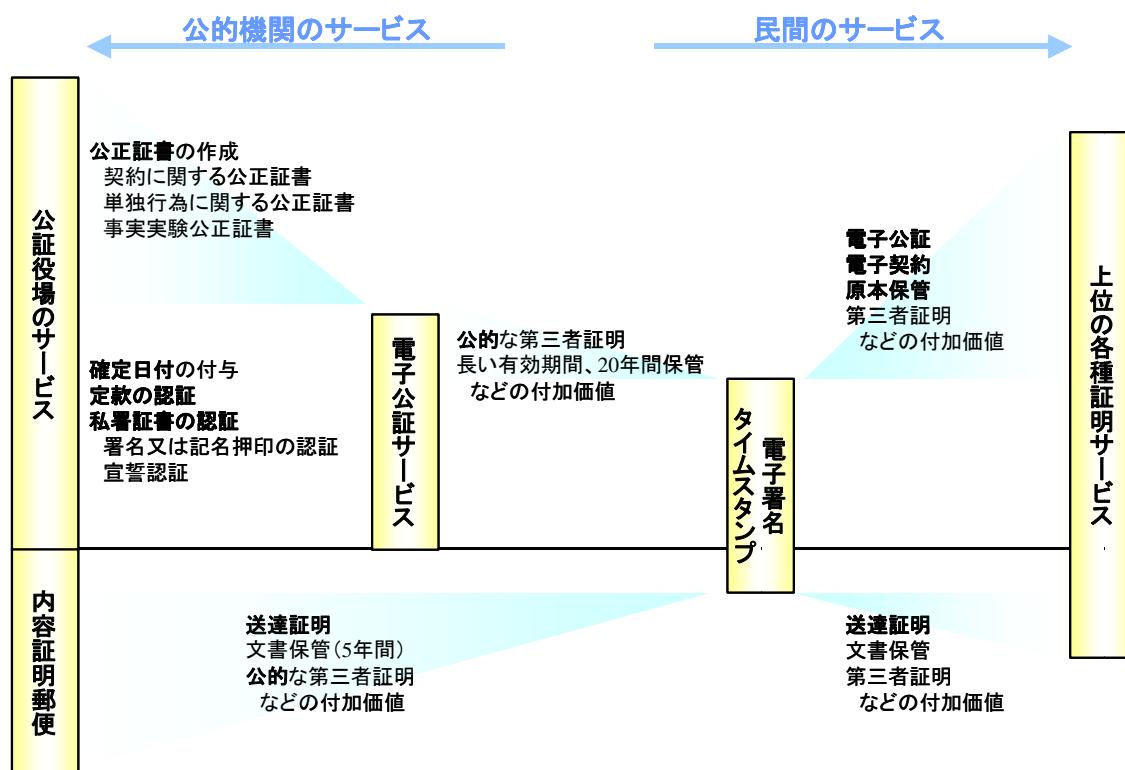 公的機関のサービス
民間のサービス
公証役場のサービス
公正証書の作成
契約に関する公正証書
単独行為に関する公正証書
事実実験公正証書
確定日付の付与
定款の認証
私署証書の認証
署名又は記名押印の認証
宣誓認証
電子公証サービス
公的な第三者証明
長い有効期間、20年間保管
などの付加価値
電子署名
タイムスタンプ
電子公証
電子契約
原本保管
第三者証明
などの付加価値
上位の各種証明サービス
内容証明郵便
送達証明
文書保管(5年間)
公的な第三者証明
などの付加価値
送達証明
文書保管
第三者証明
などの付加価値